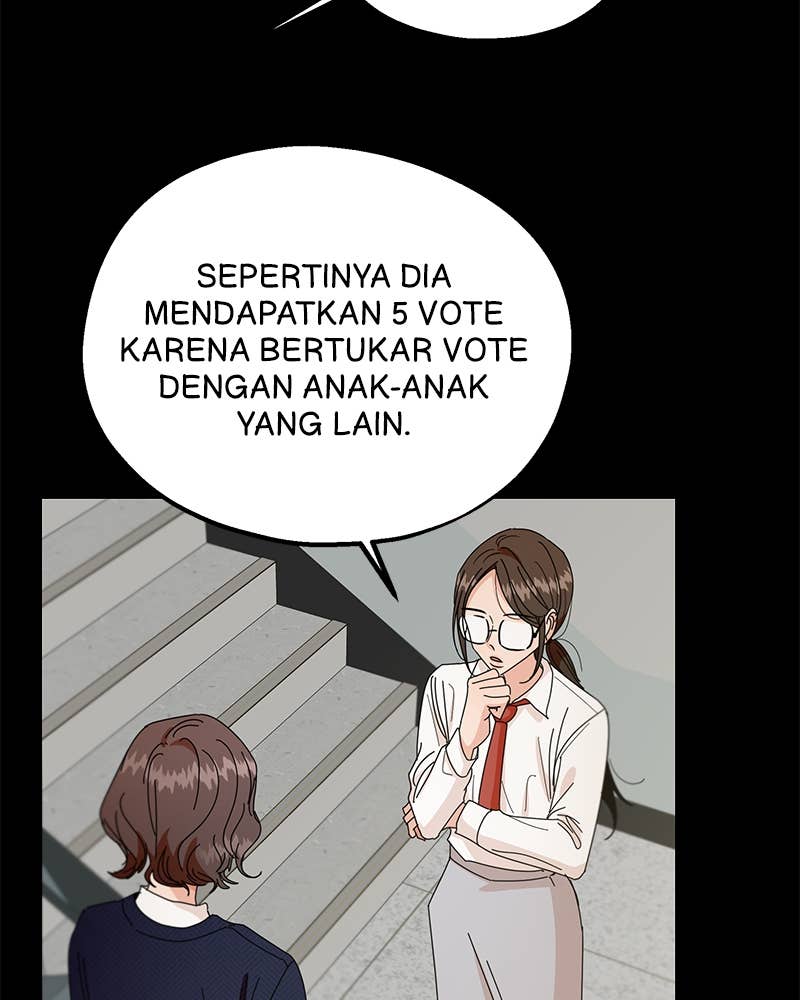 SEPERTINYA DIA
MENDAPATKAN 5 VOTE
KARENA BERTUKAR VOTE
DENGAN ANAK-ANAK
YANG LAIN.